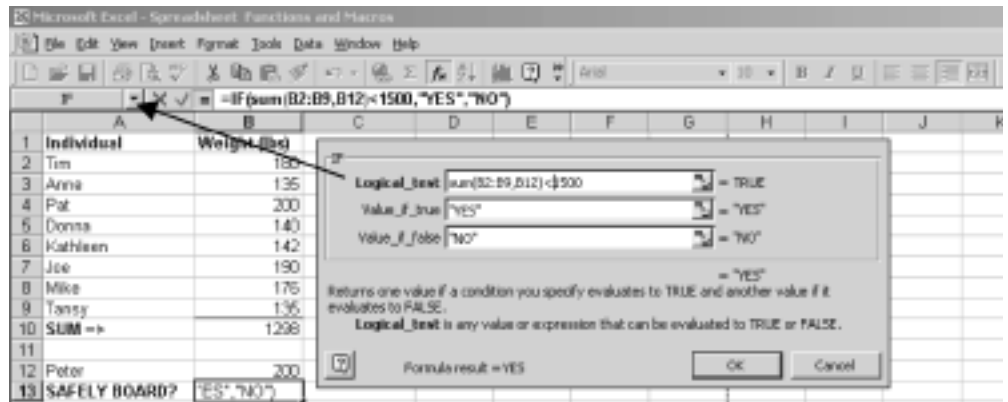 Microsoft Excel - Spreadsheet Functions and Macros
File Edit View Insert Format Tools Data Window Help
Arial 10 B I U
IF =IF(sum(B2:B9,B12)<1500,"YES","NO")
A B C D E F G H I J K
1 Individual Weight (lbs)
2 Tim 180
3 Anna 135
4 Pat 200
5 Donna 140
6 Kathleen 142
7 Joe 190
8 Mike 176
9 Tansy 135
10 SUM => 1298
11
12 Peter 200
13 SAFELY BOARD? "ES","NO")
IF
Logical_test sum(B2:B9,B12)<1500 = TRUE
Value_if_true "YES" = "YES"
Value_if_false "NO" = "NO"
= "YES"
Returns one value if a condition you specify evaluates to TRUE and another value if it
evaluates to FALSE.
Logical_test is any value or expression that can be evaluated to TRUE or FALSE.
Formula result =YES
OK Cancel